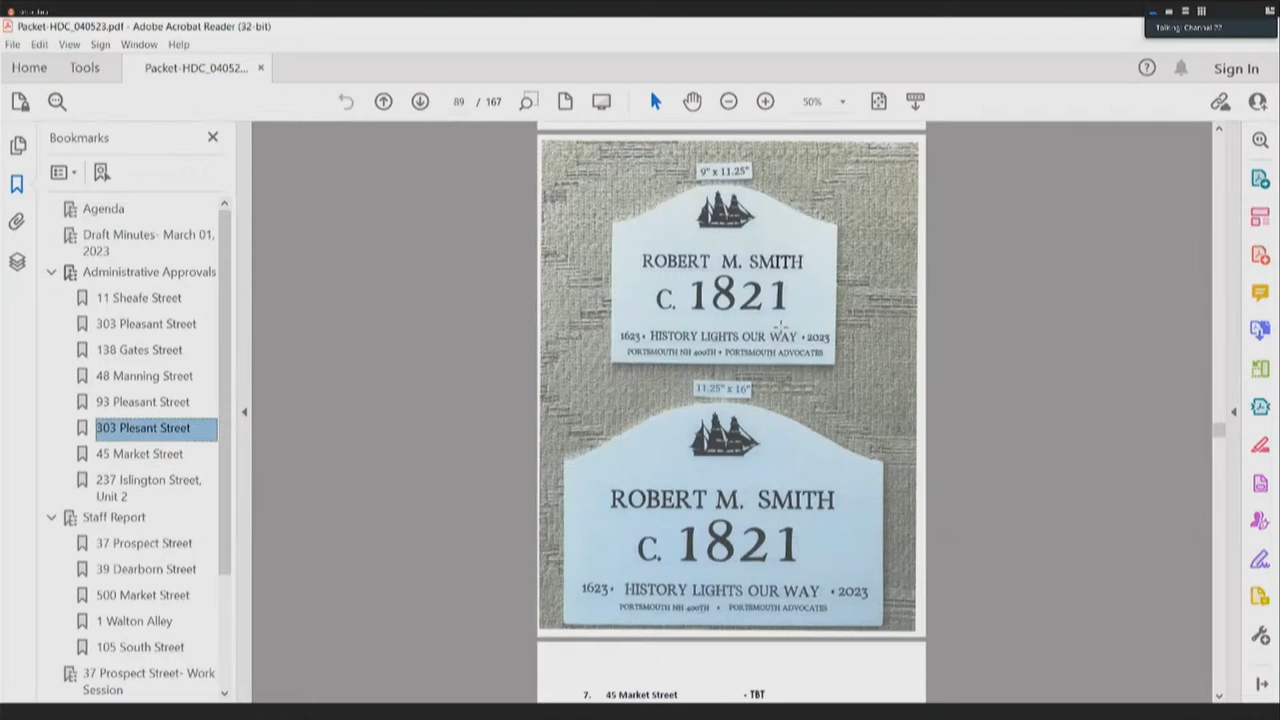 Packet-HDC_040523.pdf - Adobe Acrobat Reader (32-bit)
Talking: Channel 22
File Edit View Sign Window Help
Home Tools Packet-HDC_04052... × Sign In
89 / 167 50%
Bookmarks
Agenda
Draft Minutes- March 01,
2023
Administrative Approvals
11 Sheafe Street
303 Pleasant Street
138 Gates Street
48 Manning Street
93 Pleasant Street
303 Plesant Street
45 Market Street
237 Islington Street,
Unit 2
Staff Report
37 Prospect Street
39 Dearborn Street
500 Market Street
1 Walton Alley
105 South Street
37 Prospect Street- Work
Session
9" x 11.25"
ROBERT M. SMITH
C. 1821
1623 • HISTORY LIGHTS OUR WAY • 2023
PORTSMOUTH NH 400TH • PORTSMOUTH ADVOCATES
11.25" x 16"
ROBERT M. SMITH
C. 1821
1623 • HISTORY LIGHTS OUR WAY • 2023
PORTSMOUTH NH 400TH • PORTSMOUTH ADVOCATES
7. 45 Market Street - TBT